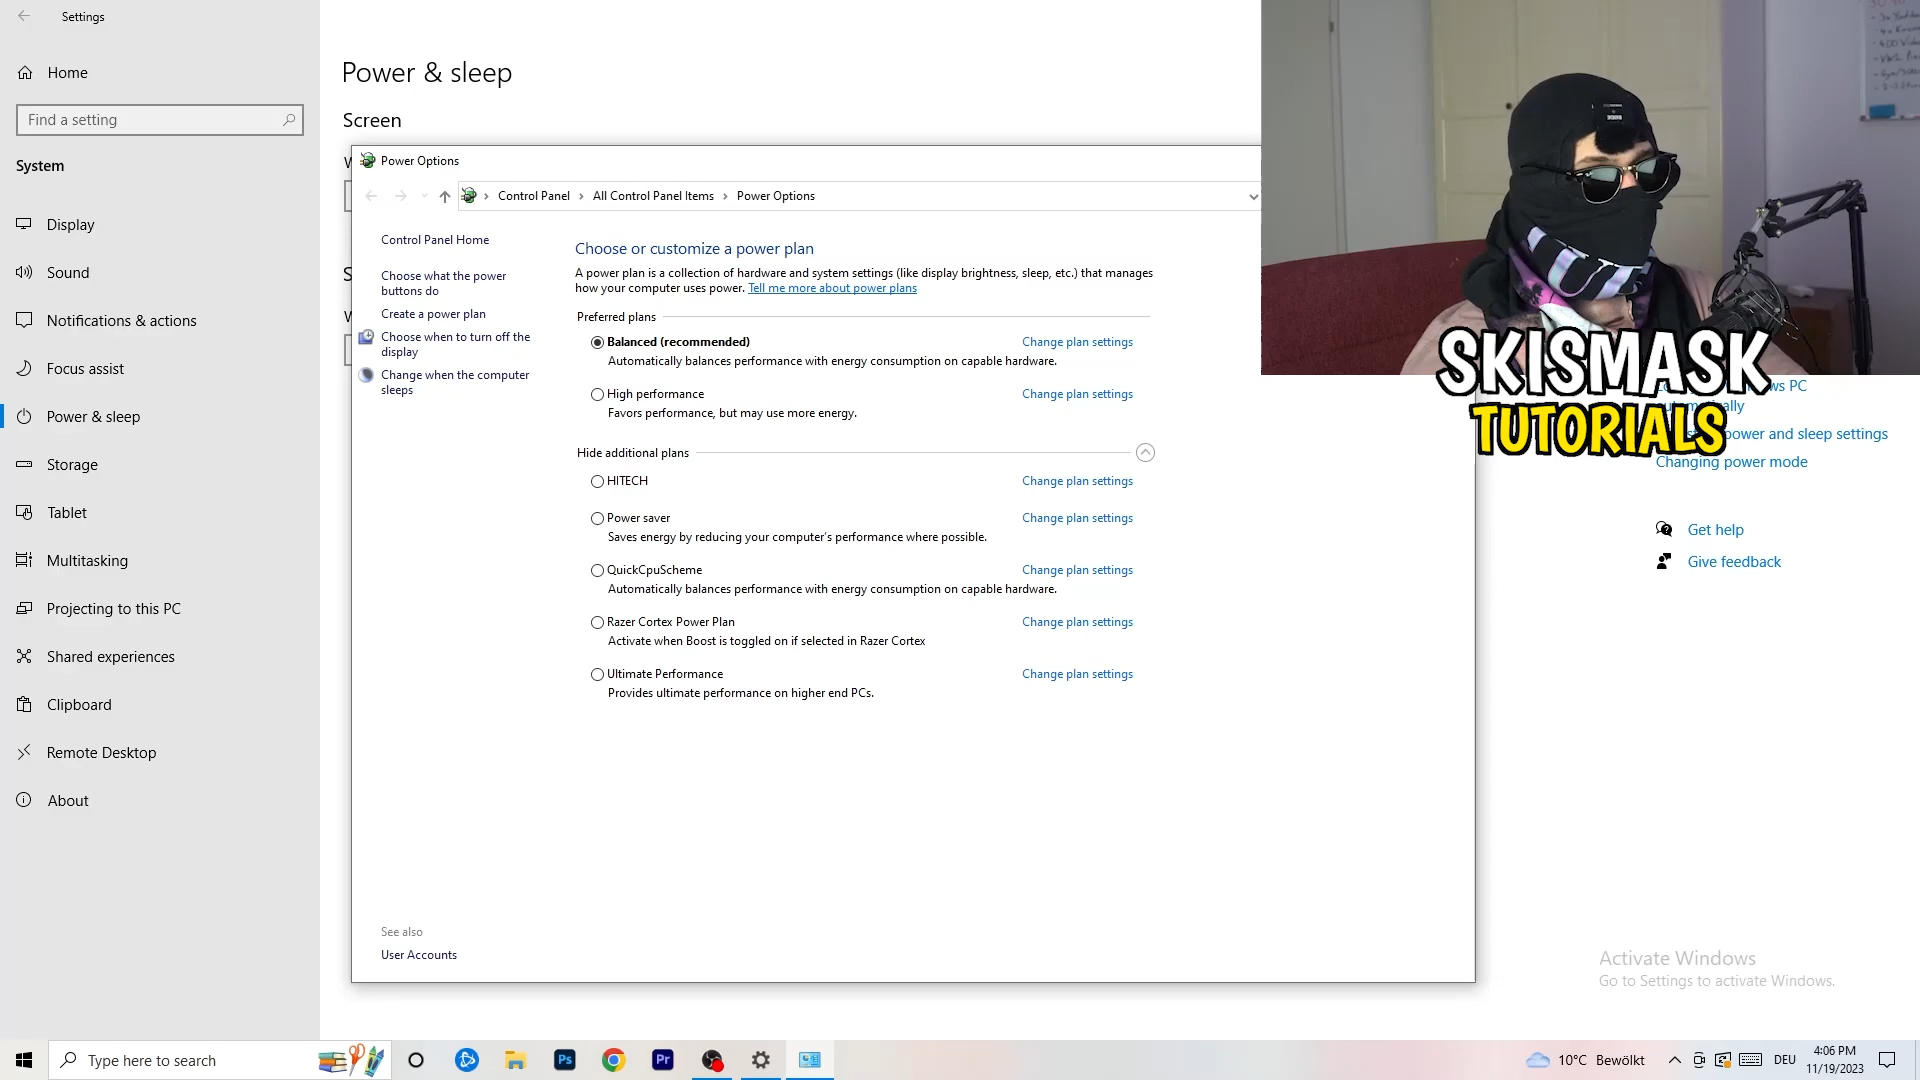 Settings
Home
Find a setting
System
Display
Sound
Notifications & actions
Focus assist
Power & sleep
Storage
Tablet
Multitasking
Projecting to this PC
Shared experiences
Clipboard
Remote Desktop
About
Power & sleep
Screen
Power Options
Control Panel
All Control Panel Items
Power Options
Control Panel Home
Choose what the power
buttons do
Create a power plan
Choose when to turn off the
display
Change when the computer
sleeps
See also
User Accounts
Choose or customize a power plan
A power plan is a collection of hardware and system settings (like display brightness, sleep, etc.) that manages
how your computer uses power. Tell me more about power plans
Preferred plans
Balanced (recommended) Change plan settings
Automatically balances performance with energy consumption on capable hardware.
High performance Change plan settings
Favors performance, but may use more energy.
Hide additional plans
HITECH Change plan settings
Power saver Change plan settings
Saves energy by reducing your computer's performance where possible.
QuickCpuScheme Change plan settings
Automatically balances performance with energy consumption on capable hardware.
Razer Cortex Power Plan Change plan settings
Activate when Boost is toggled on if selected in Razer Cortex
Ultimate Performance Change plan settings
Provides ultimate performance on higher end PCs.
SKISMASK
TUTORIALS
PC
power and sleep settings
Changing power mode
Get help
Give feedback
Activate Windows
Go to Settings to activate Windows.
Type here to search
Ps
Pr
10°C Bewölkt
DEU
4:06 PM
11/19/2023